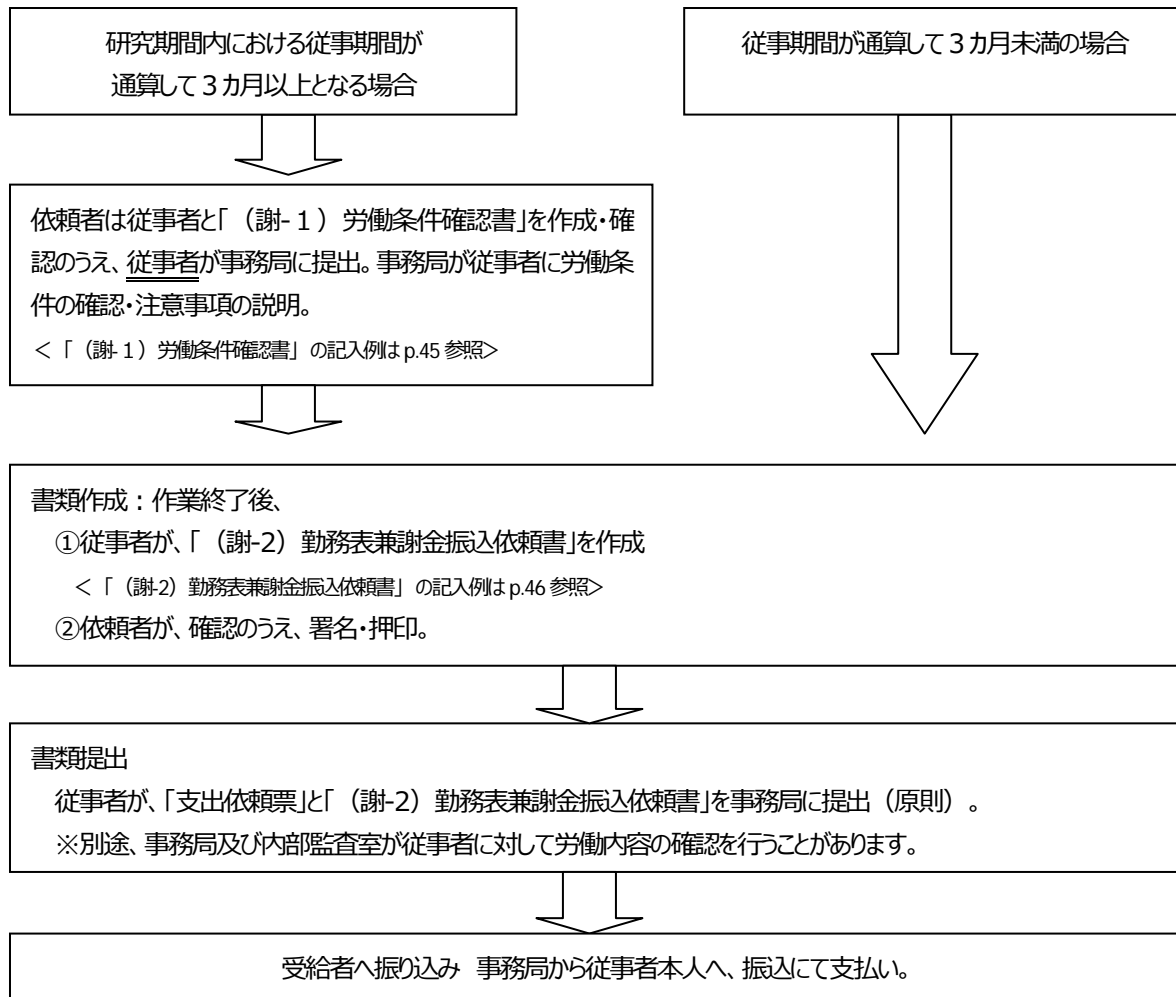 研究期間内における従事期間が
通算して3カ月以上となる場合
従事期間が通算して3カ月未満の場合
依頼者は従事者と「(謝-1)労働条件確認書」を作成・確
認のうえ、従事者が事務局に提出。事務局が従事者に労働条
件の確認・注意事項の説明。
<「(謝-1)労働条件確認書」の記入例は p.45 参照>
書類作成:作業終了後、
①従事者が、「(謝-2)勤務表兼謝金振込依頼書」を作成
<「(謝-2)勤務表兼謝金振込依頼書」の記入例は p.46 参照>
②依頼者が、確認のうえ、署名・押印。
書類提出
従事者が、「支出依頼票」と「(謝-2)勤務表兼謝金振込依頼書」を事務局に提出(原則)。
※別途、事務局及び内部監査室が従事者に対して労働内容の確認を行うことがあります。
受給者へ振り込み 事務局から従事者本人へ、振込にて支払い。